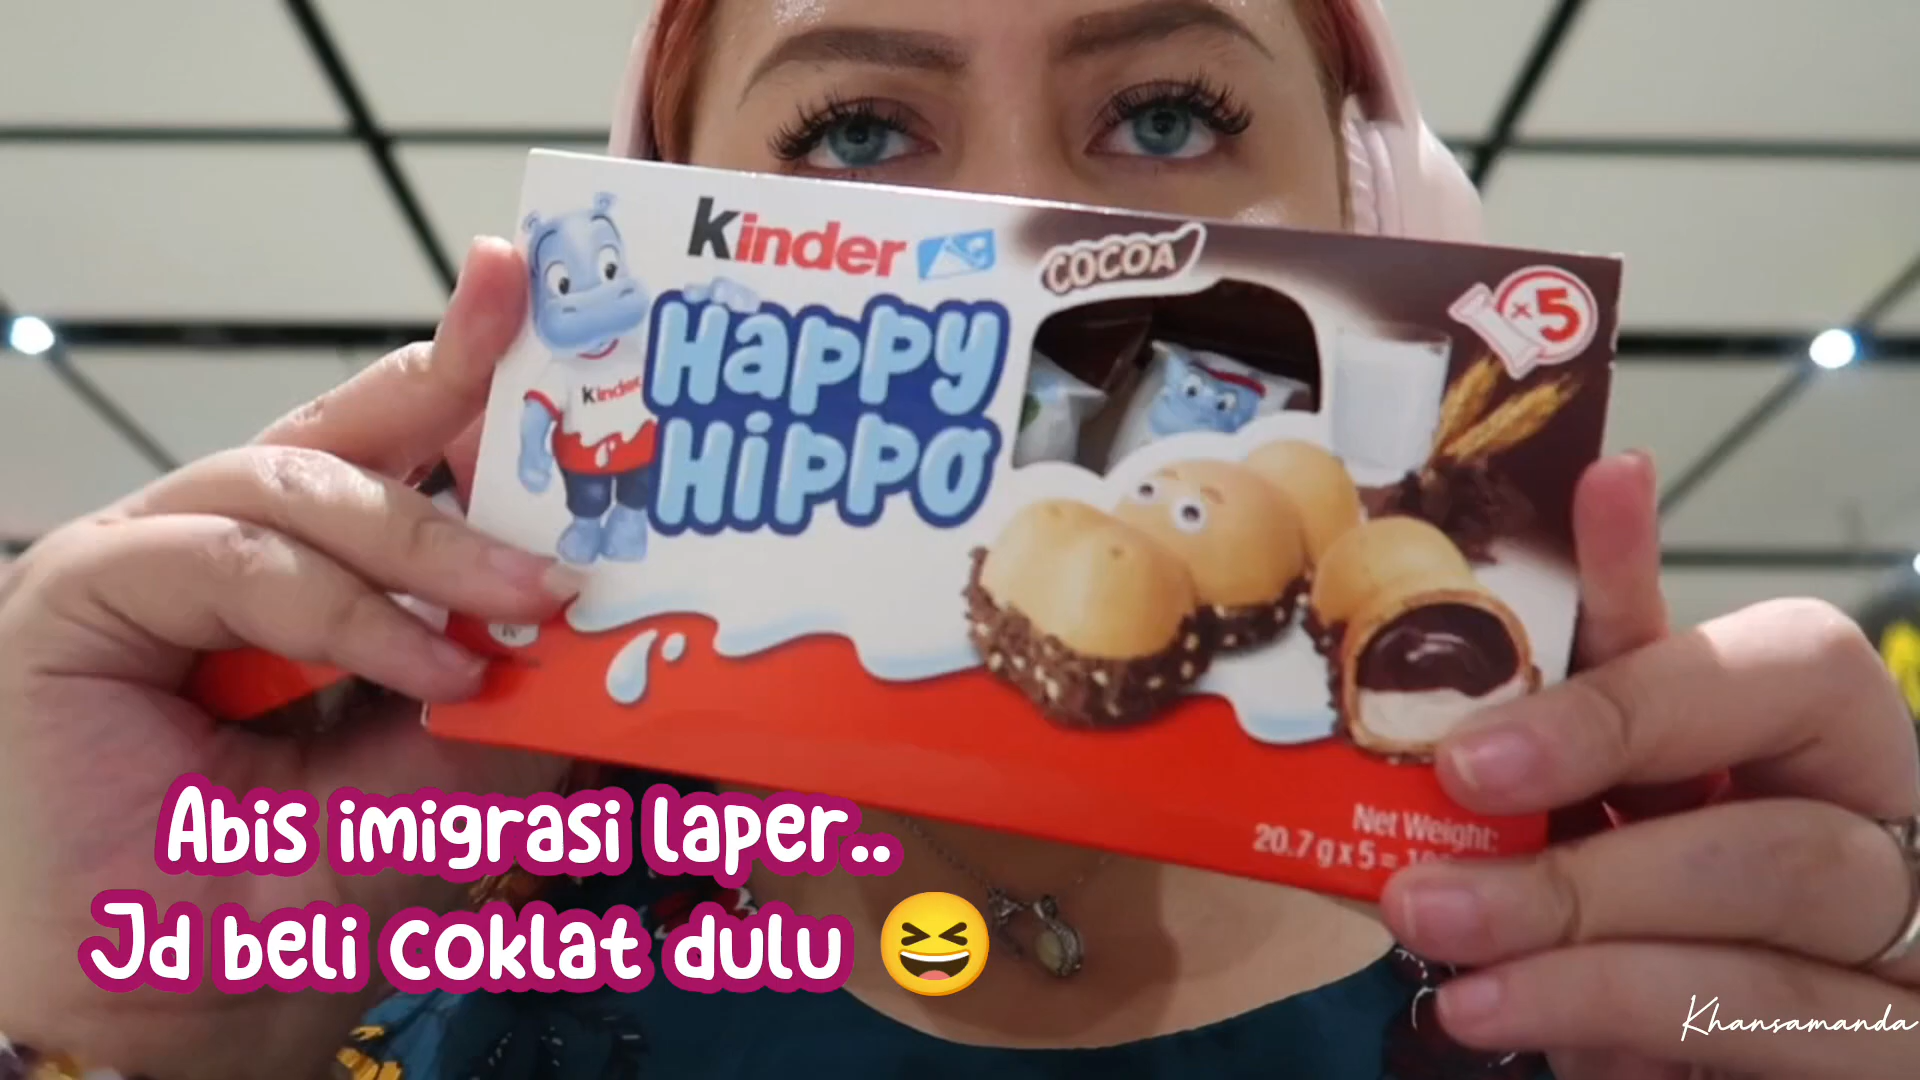 Kinder
COCOA
x5
Happy
Hippo
Kinder
Net Weight:
20.7 g x 5 =
Abis imigrasi laper..
Jd beli coklat dulu 😆
Khansamanda